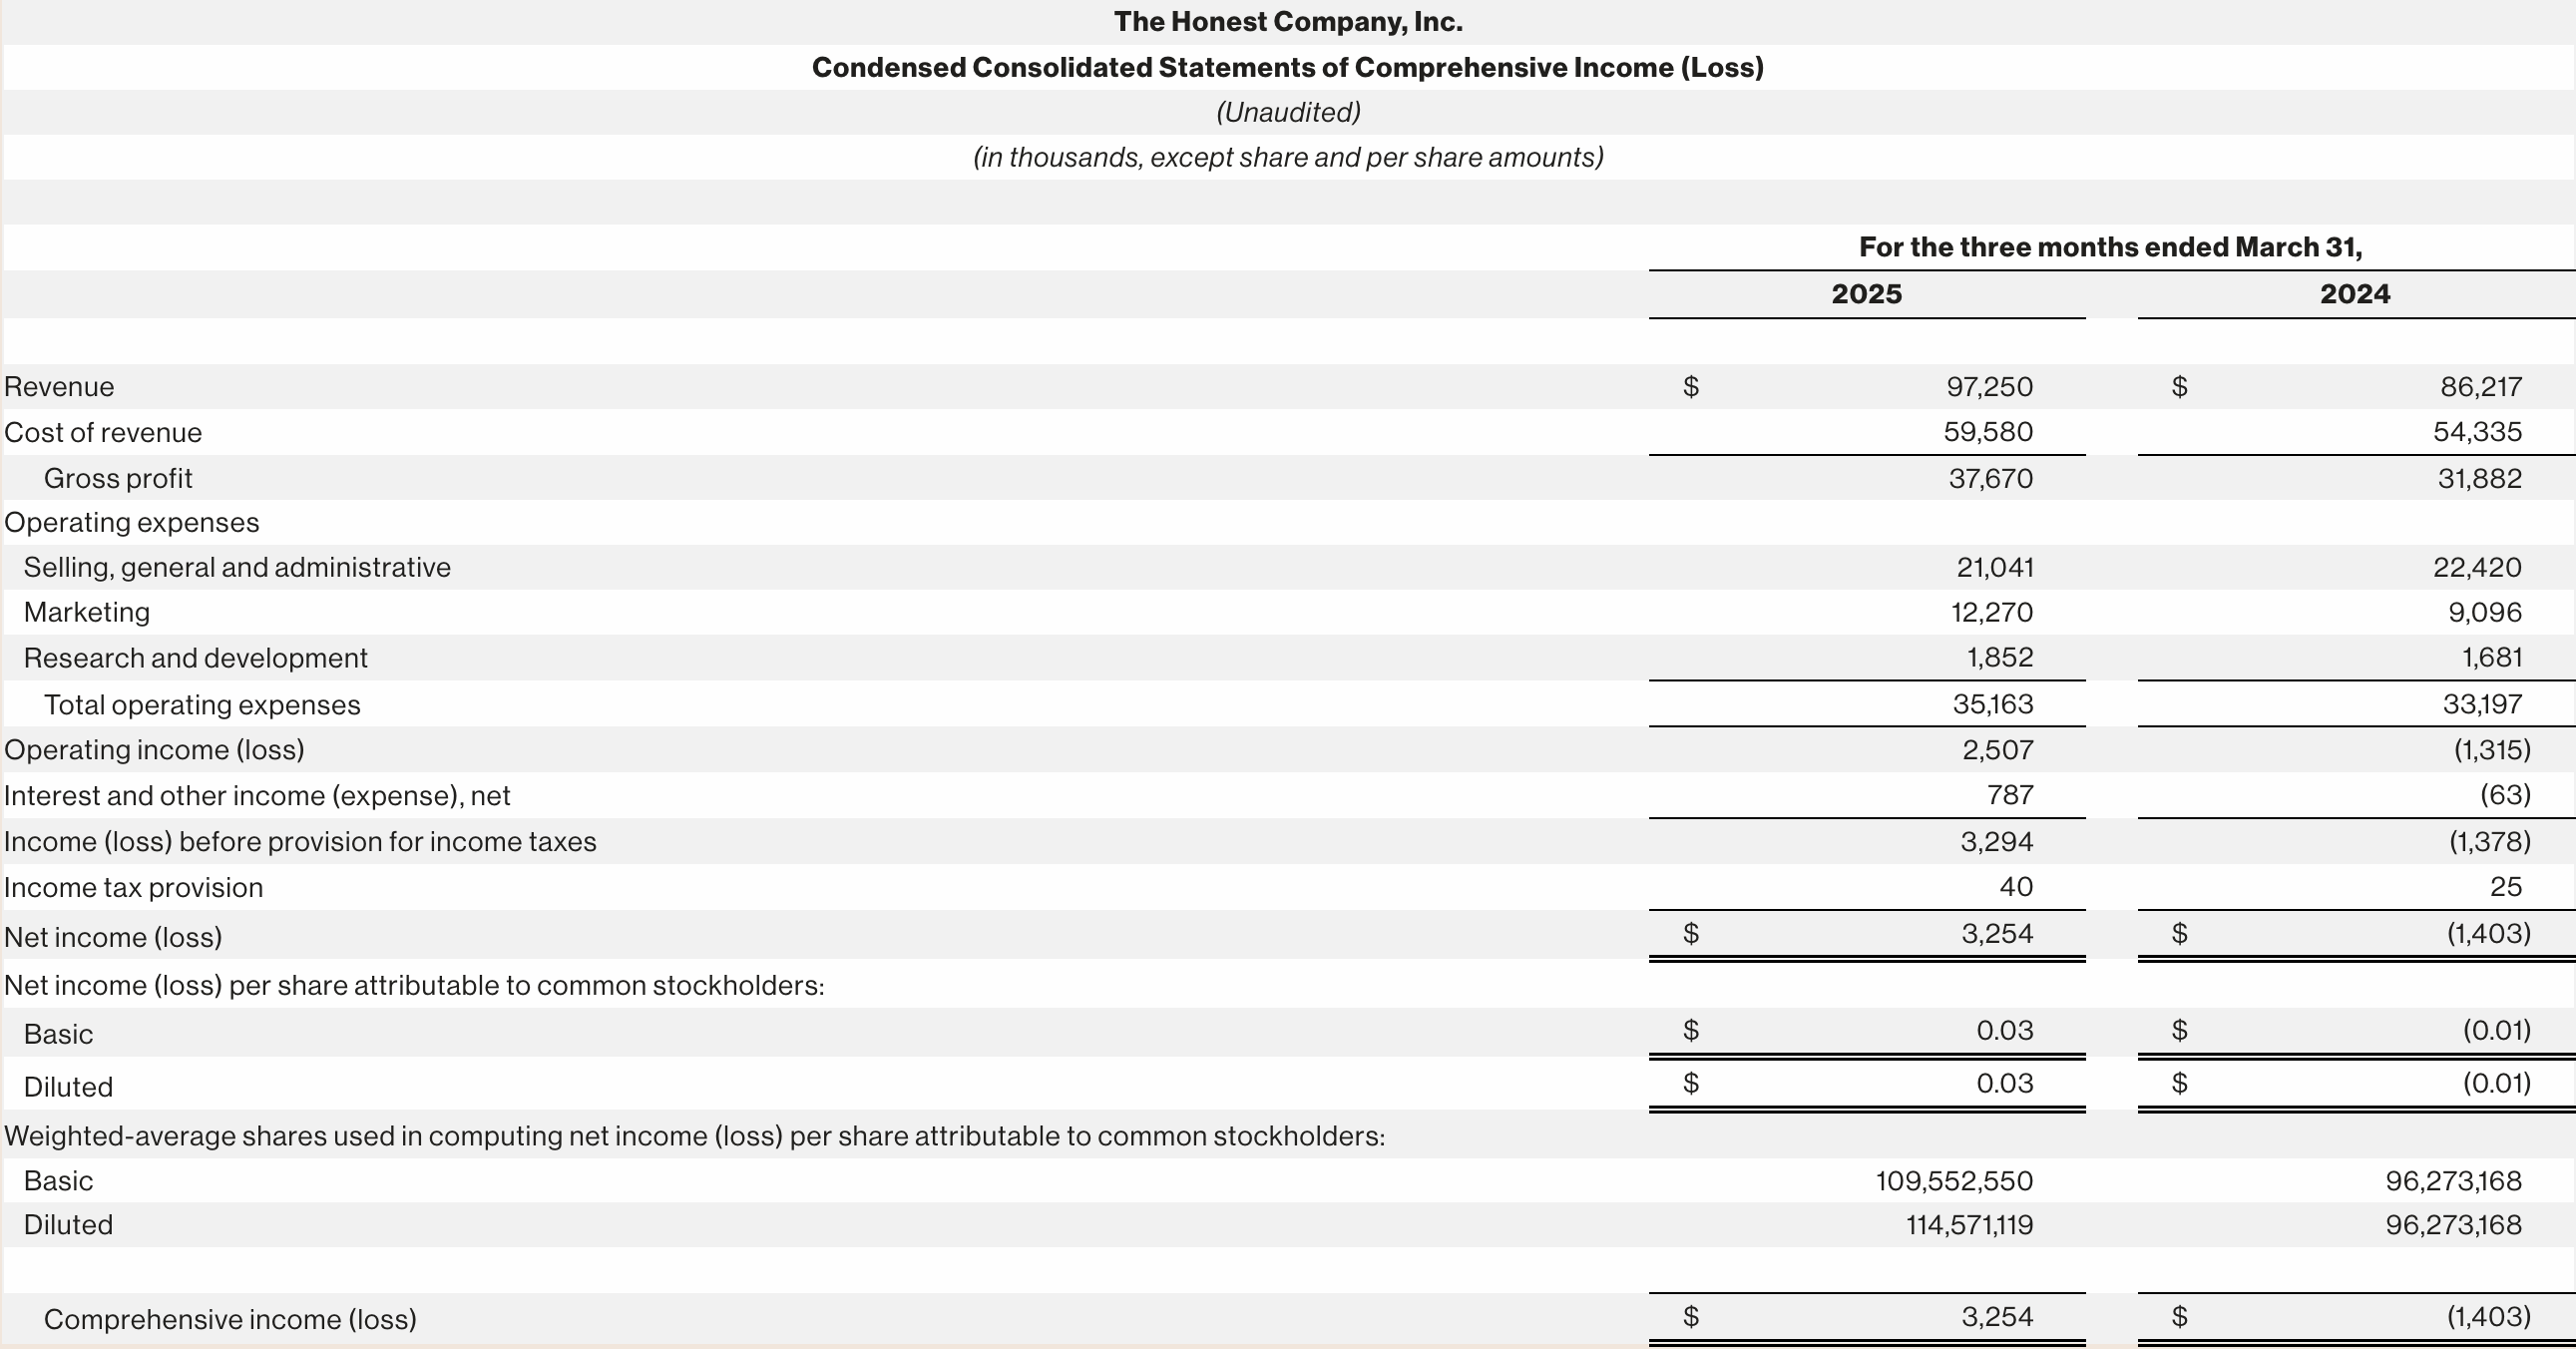 The Honest Company, Inc.
Condensed Consolidated Statements of Comprehensive Income (Loss)
(Unaudited)
(in thousands, except share and per share amounts)
For the three months ended March 31,
2025 2024
Revenue $ 97,250 $ 86,217
Cost of revenue 59,580 54,335
Gross profit 37,670 31,882
Operating expenses
Selling, general and administrative 21,041 22,420
Marketing 12,270 9,096
Research and development 1,852 1,681
Total operating expenses 35,163 33,197
Operating income (loss) 2,507 (1,315)
Interest and other income (expense), net 787 (63)
Income (loss) before provision for income taxes 3,294 (1,378)
Income tax provision 40 25
Net income (loss) $ 3,254 $ (1,403)
Net income (loss) per share attributable to common stockholders:
Basic $ 0.03 $ (0.01)
Diluted $ 0.03 $ (0.01)
Weighted-average shares used in computing net income (loss) per share attributable to common stockholders:
Basic 109,552,550 96,273,168
Diluted 114,571,119 96,273,168
Comprehensive income (loss) $ 3,254 $ (1,403)